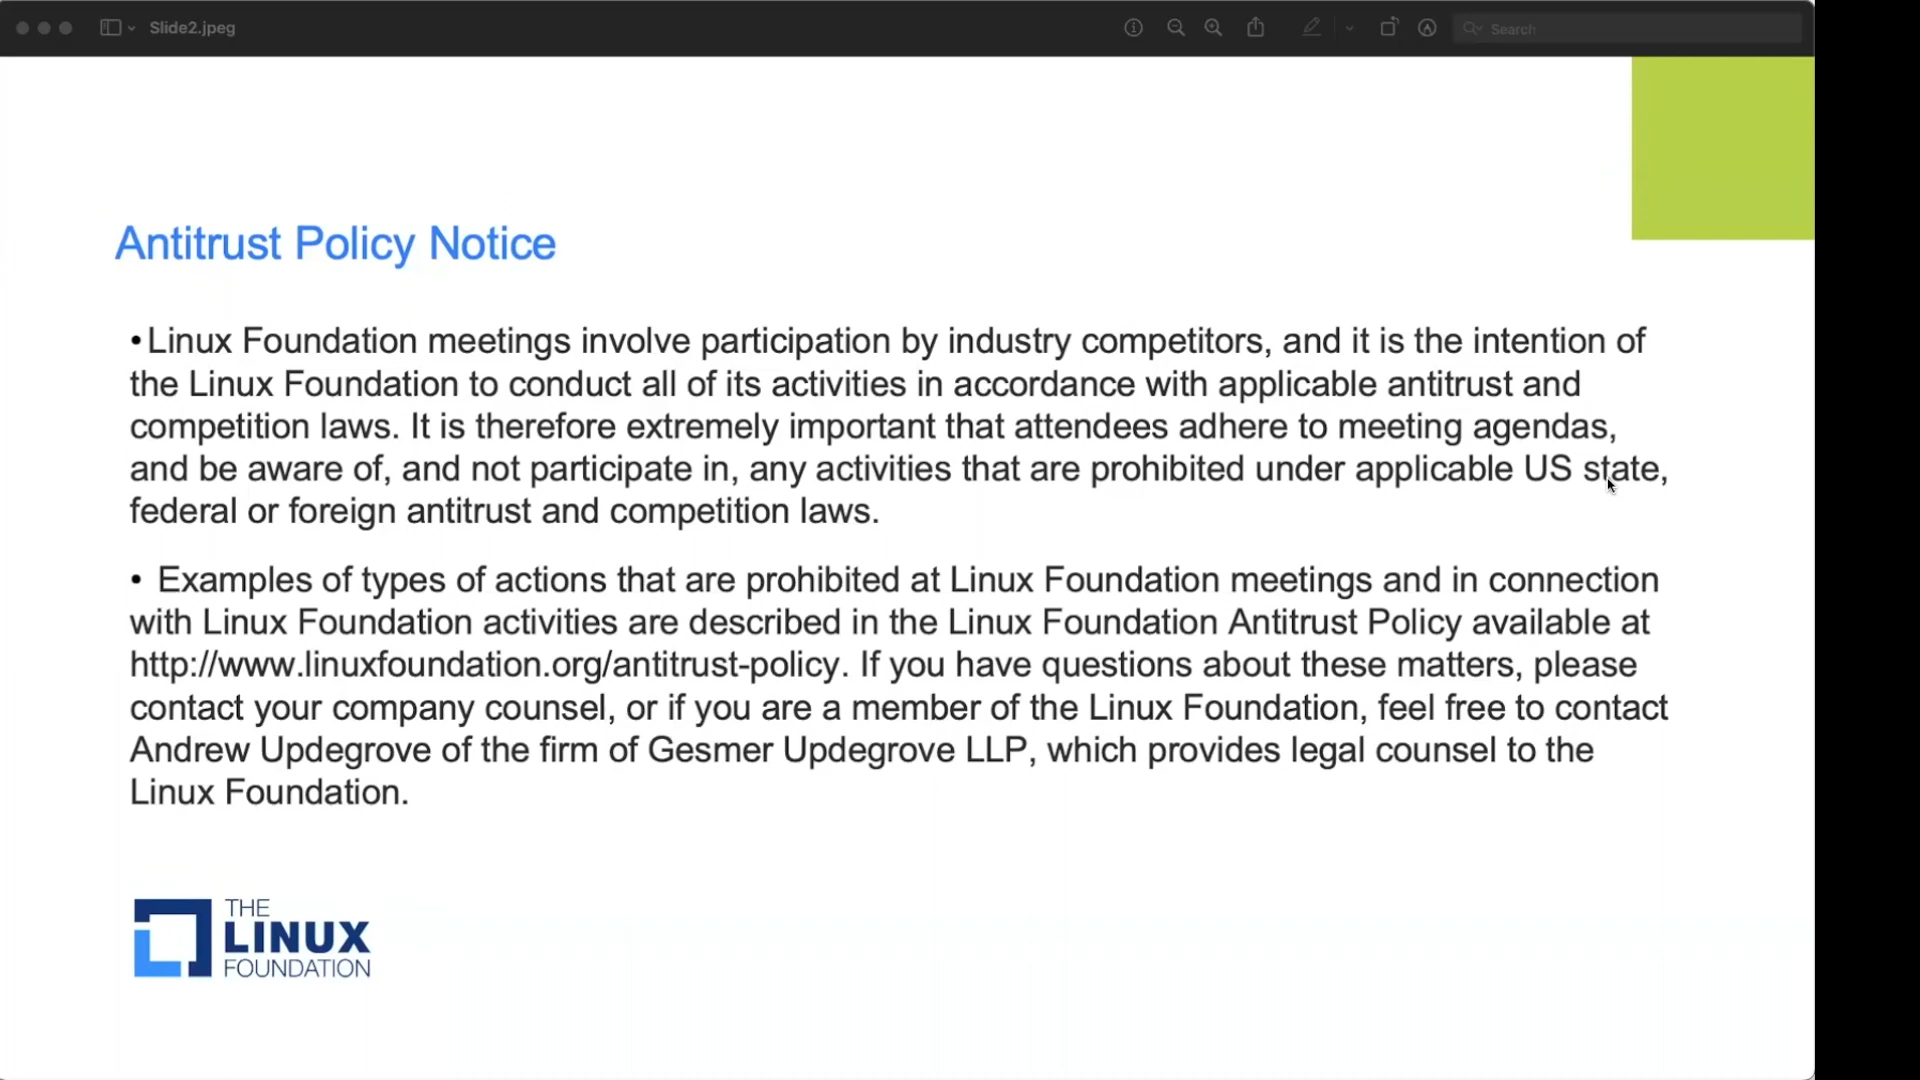 Slide2.jpeg
Search
Antitrust Policy Notice
•Linux Foundation meetings involve participation by industry competitors, and it is the intention of
the Linux Foundation to conduct all of its activities in accordance with applicable antitrust and
competition laws. It is therefore extremely important that attendees adhere to meeting agendas,
and be aware of, and not participate in, any activities that are prohibited under applicable US state,
federal or foreign antitrust and competition laws.
• Examples of types of actions that are prohibited at Linux Foundation meetings and in connection
with Linux Foundation activities are described in the Linux Foundation Antitrust Policy available at
http://www.linuxfoundation.org/antitrust-policy. If you have questions about these matters, please
contact your company counsel, or if you are a member of the Linux Foundation, feel free to contact
Andrew Updegrove of the firm of Gesmer Updegrove LLP, which provides legal counsel to the
Linux Foundation.
THE
LINUX
FOUNDATION